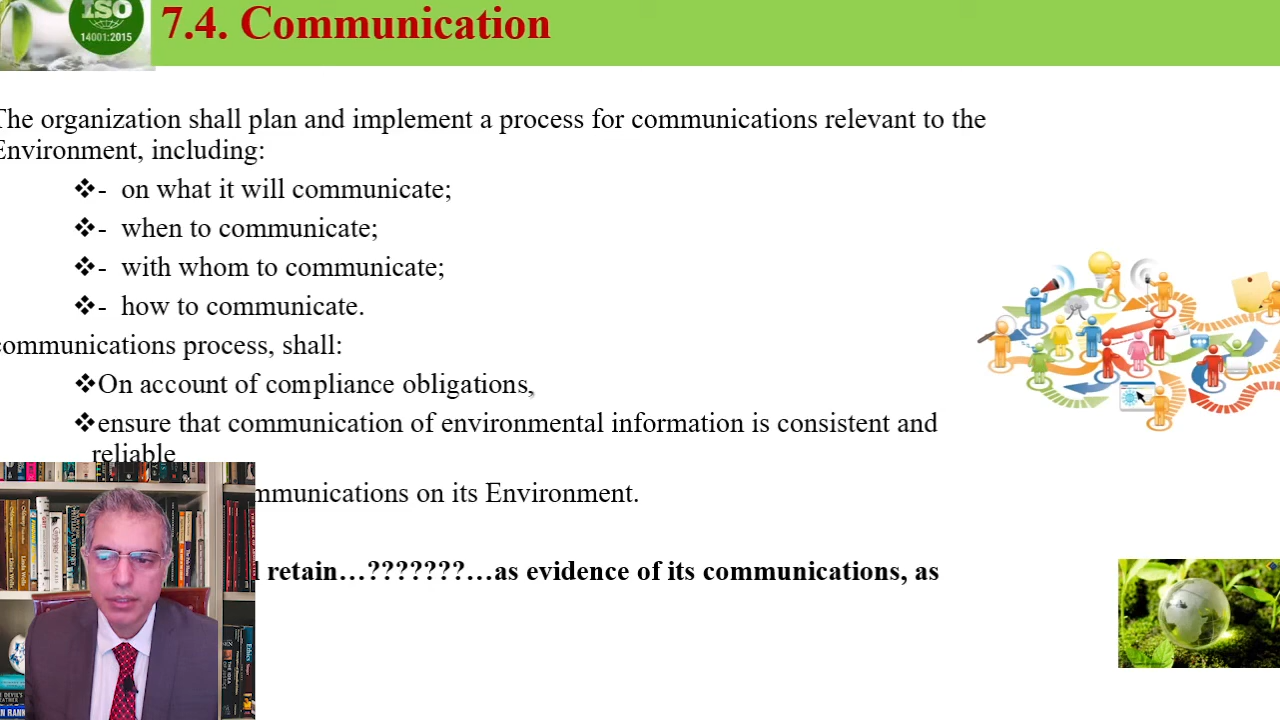 ISO
14001:2015
7.4. Communication
The organization shall plan and implement a process for communications relevant to the
Environment, including:
❖- on what it will communicate;
❖- when to communicate;
❖- with whom to communicate;
❖- how to communicate.
communications process, shall:
❖On account of compliance obligations,
❖ensure that communication of environmental information is consistent and
reliable
mmunications on its Environment.
retain…???????…as evidence of its communications, as
Ethics